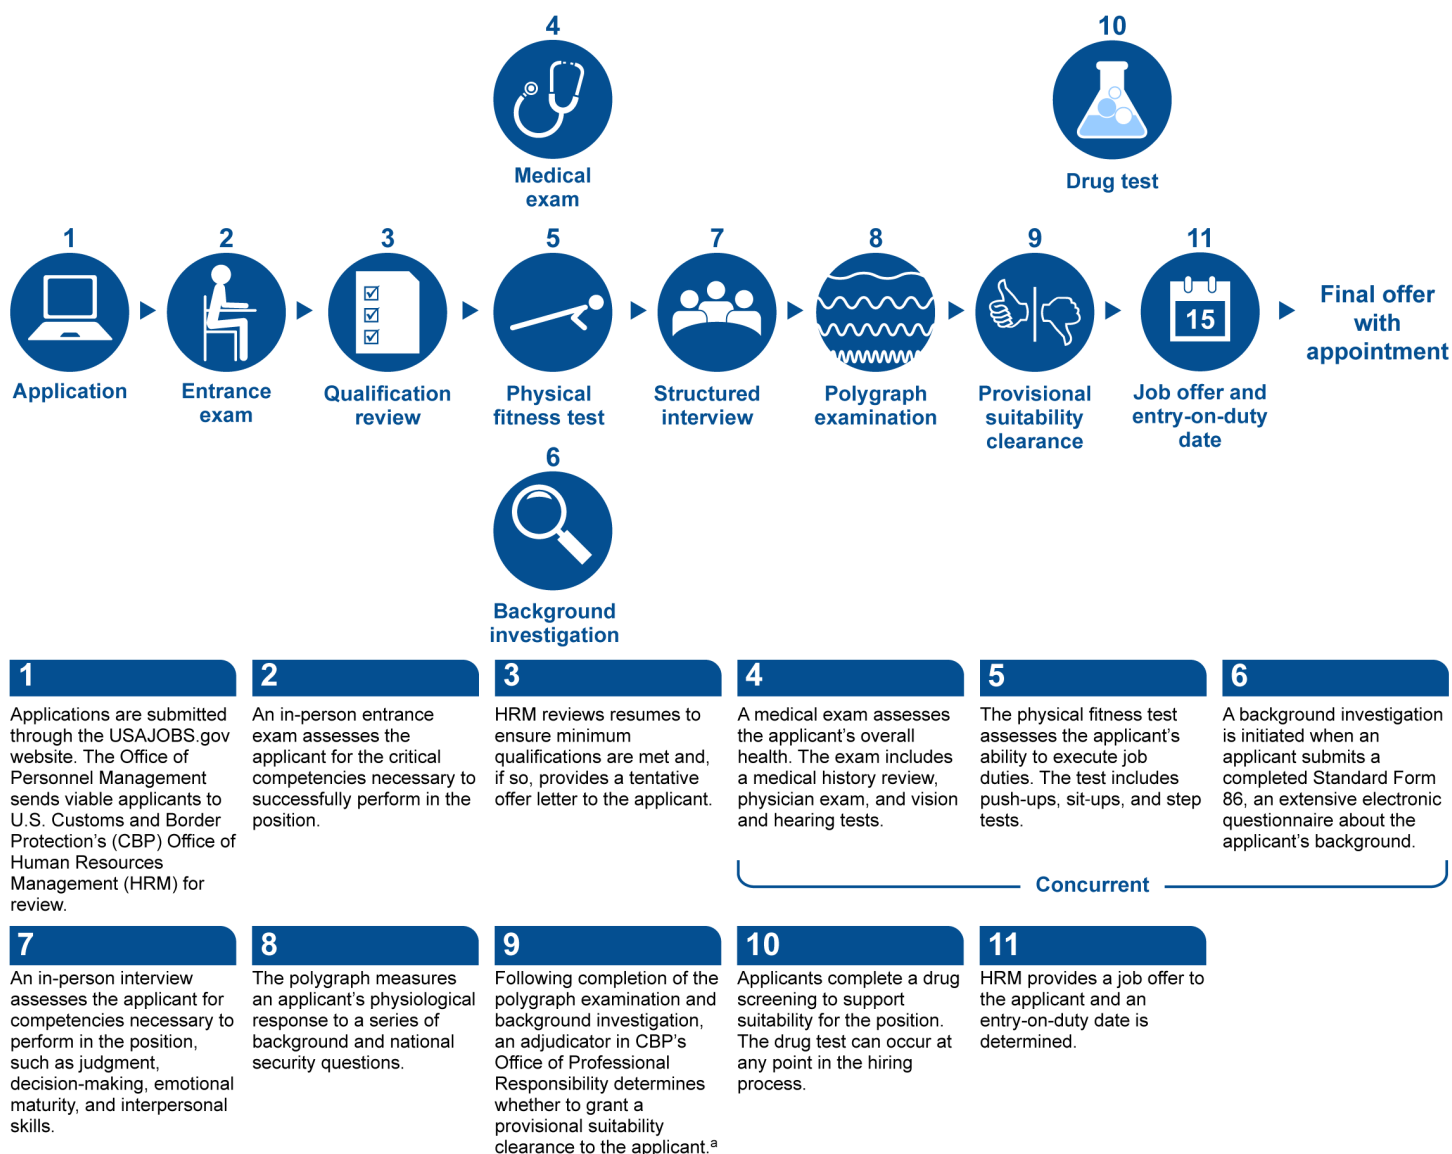 4
Medical
exam
10
Drug test
1
Application
2
Entrance
exam
3
Qualification
review
5
Physical
fitness test
7
Structured
interview
8
Polygraph
examination
9
Provisional
suitability
clearance
11
15
Job offer and
entry-on-duty
date
Final offer
with
appointment
6
Background
investigation
1
Applications are submitted
through the USAJOBS.gov
website. The Office of
Personnel Management
sends viable applicants to
U.S. Customs and Border
Protection’s (CBP) Office of
Human Resources
Management (HRM) for
review.
2
An in-person entrance
exam assesses the
applicant for the critical
competencies necessary to
successfully perform in the
position.
3
HRM reviews resumes to
ensure minimum
qualifications are met and,
if so, provides a tentative
offer letter to the applicant.
4
A medical exam assesses
the applicant’s overall
health. The exam includes
a medical history review,
physician exam, and vision
and hearing tests.
5
The physical fitness test
assesses the applicant’s
ability to execute job
duties. The test includes
push-ups, sit-ups, and step
tests.
6
A background investigation
is initiated when an
applicant submits a
completed Standard Form
86, an extensive electronic
questionnaire about the
applicant’s background.
Concurrent
7
An in-person interview
assesses the applicant for
competencies necessary to
perform in the position,
such as judgment,
decision-making, emotional
maturity, and interpersonal
skills.
8
The polygraph measures
an applicant’s physiological
response to a series of
background and national
security questions.
9
Following completion of the
polygraph examination and
background investigation,
an adjudicator in CBP’s
Office of Professional
Responsibility determines
whether to grant a
provisional suitability
clearance to the applicant.a
10
Applicants complete a drug
screening to support
suitability for the position.
The drug test can occur at
any point in the hiring
process.
11
HRM provides a job offer to
the applicant and an
entry-on-duty date is
determined.